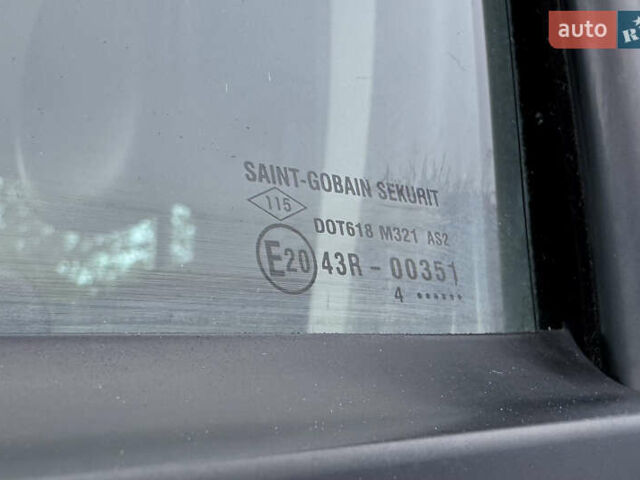 auto
R
SAINT-GOBAIN SEKURIT
115
DOT618 M321 AS2
E20 43R - 00351
4 ••••••